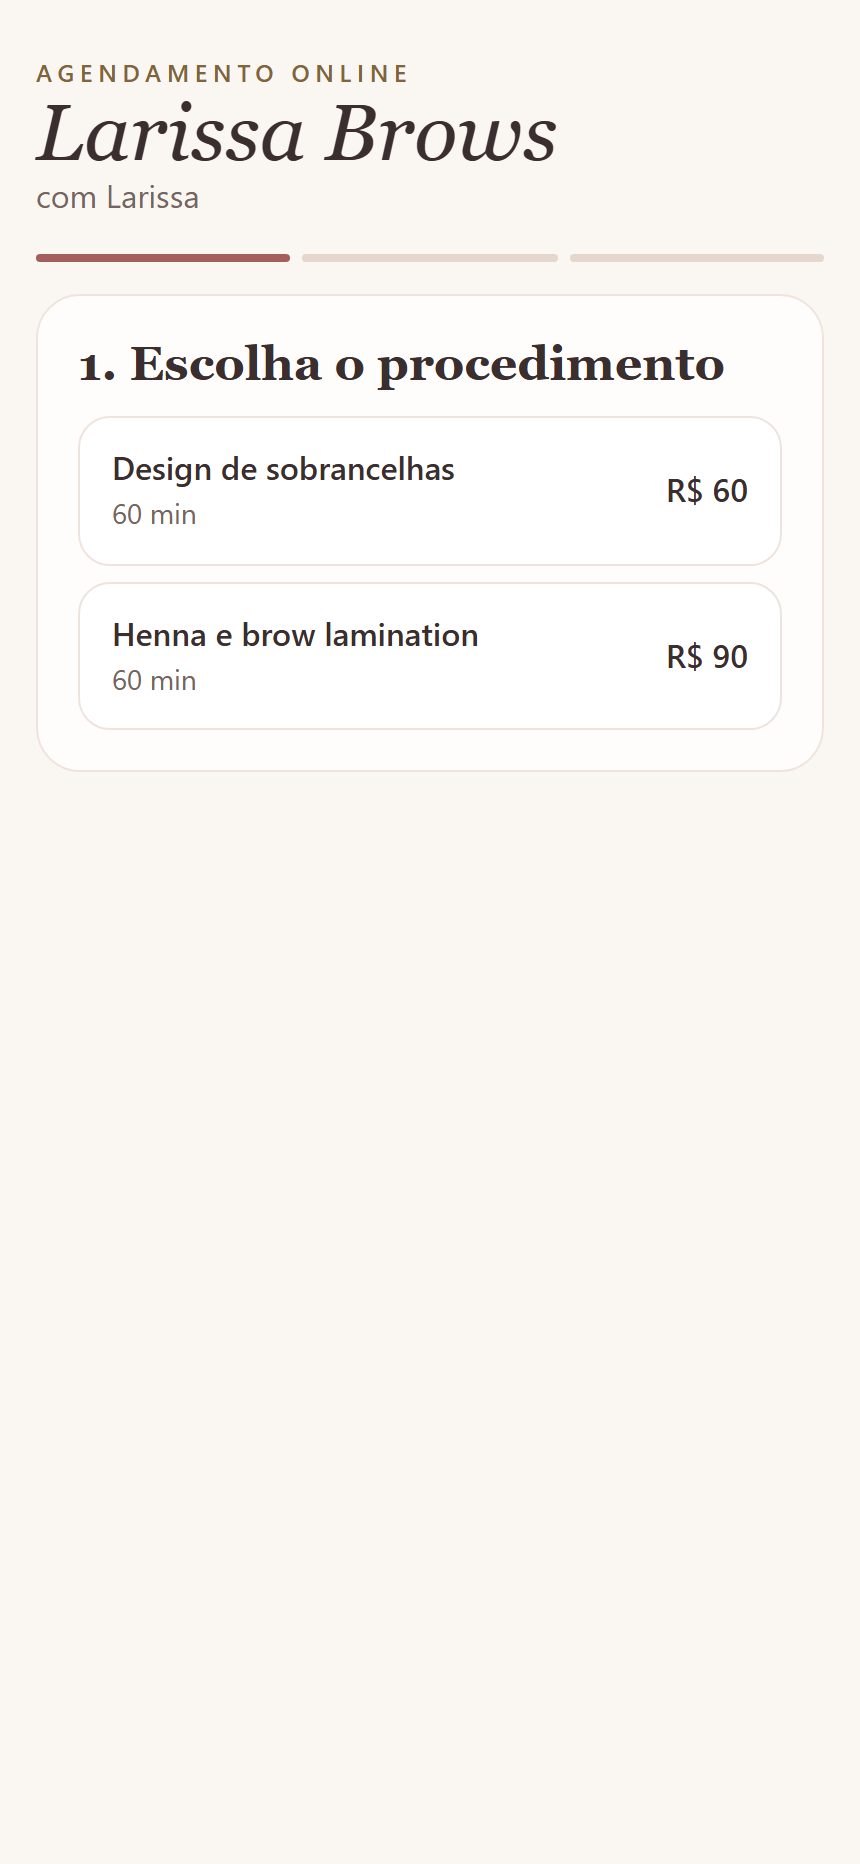 AGENDAMENTO ONLINE
Larissa Brows
com Larissa
1. Escolha o procedimento
Design de sobrancelhas
60 min
R$ 60
Henna e brow lamination
60 min
R$ 90